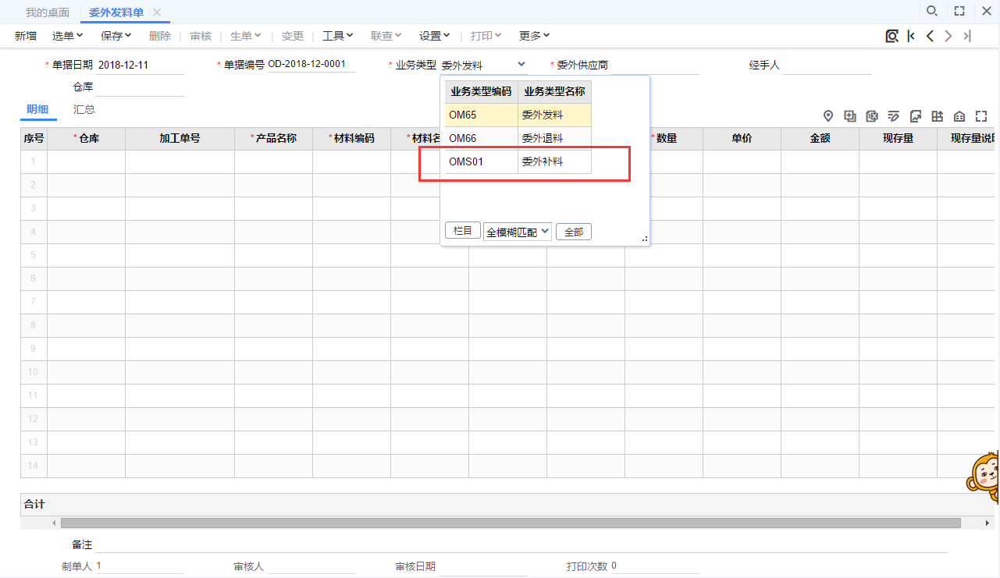 我的桌面 委外发料单
新增 选单 保存 删除 审核 生单 变更 工具 联查 设置 打印 更多
* 单据日期 2018-12-11 * 单据编号 OD-2018-12-0001 * 业务类型 委外发料 * 委外供应商 经手人
仓库
业务类型编码 业务类型名称
OM65 委外发料
OM66 委外退料
OMS01 委外补料
栏目 全模糊匹配 全部
明细 汇总
序号 * 仓库 加工单号 * 产品名称 * 材料编码 * 材料名 * 数量 单价 金额 现存量 现存量说
1
2
3
4
5
6
7
8
9
10
11
12
13
14
合计
备注
制单人 1 审核人 审核日期 打印次数 0